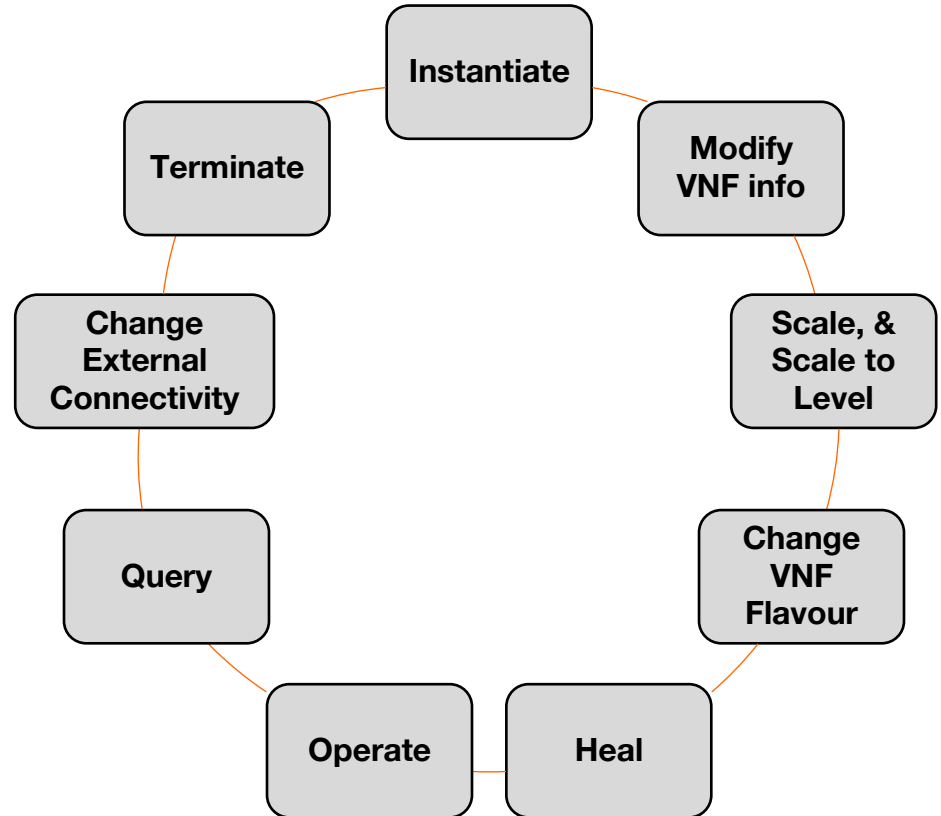 Instantiate
Modify
VNF info
Scale, &
Scale to
Level
Change
VNF
Flavour
Heal
Operate
Query
Change
External
Connectivity
Terminate